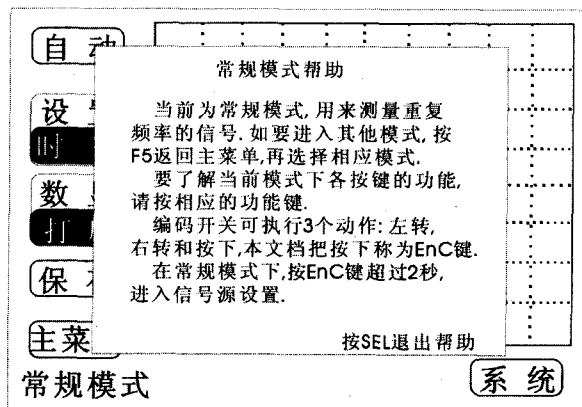 自动
常规模式帮助
当前为常规模式, 用来测量重复
频率的信号. 如要进入其他模式, 按
F5返回主菜单,再选择相应模式.
要了解当前模式下各按键的功能,
请按相应的功能键.
编码开关可执行3个动作: 左转,
右转和按下,本文档把按下称为EnC键.
在常规模式下,按EnC键超过2秒,
进入信号源设置.
按SEL退出帮助
设
时
数
打
保
主菜
常规模式
系统